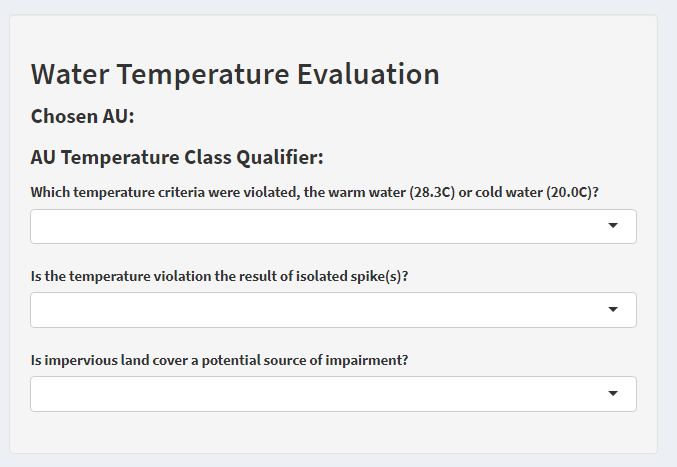 Water Temperature Evaluation
Chosen AU:
AU Temperature Class Qualifier:
Which temperature criteria were violated, the warm water (28.3C) or cold water (20.0C)?
Is the temperature violation the result of isolated spike(s)?
Is impervious land cover a potential source of impairment?